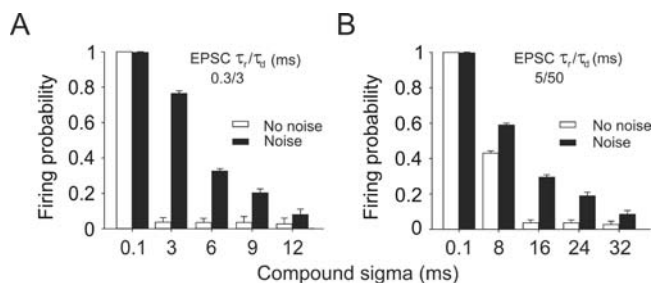 A
B
EPSC τr/τd (ms)
0.3/3
No noise
Noise
Firing probability
1
0.8
0.6
0.4
0.2
0
0.1 3 6 9 12
EPSC τr/τd(ms)
5/50
No noise
Noise
Firing probability
1
0.8
0.6
0.4
0.2
0
0.1 8 16 24 32
Compound sigma (ms)